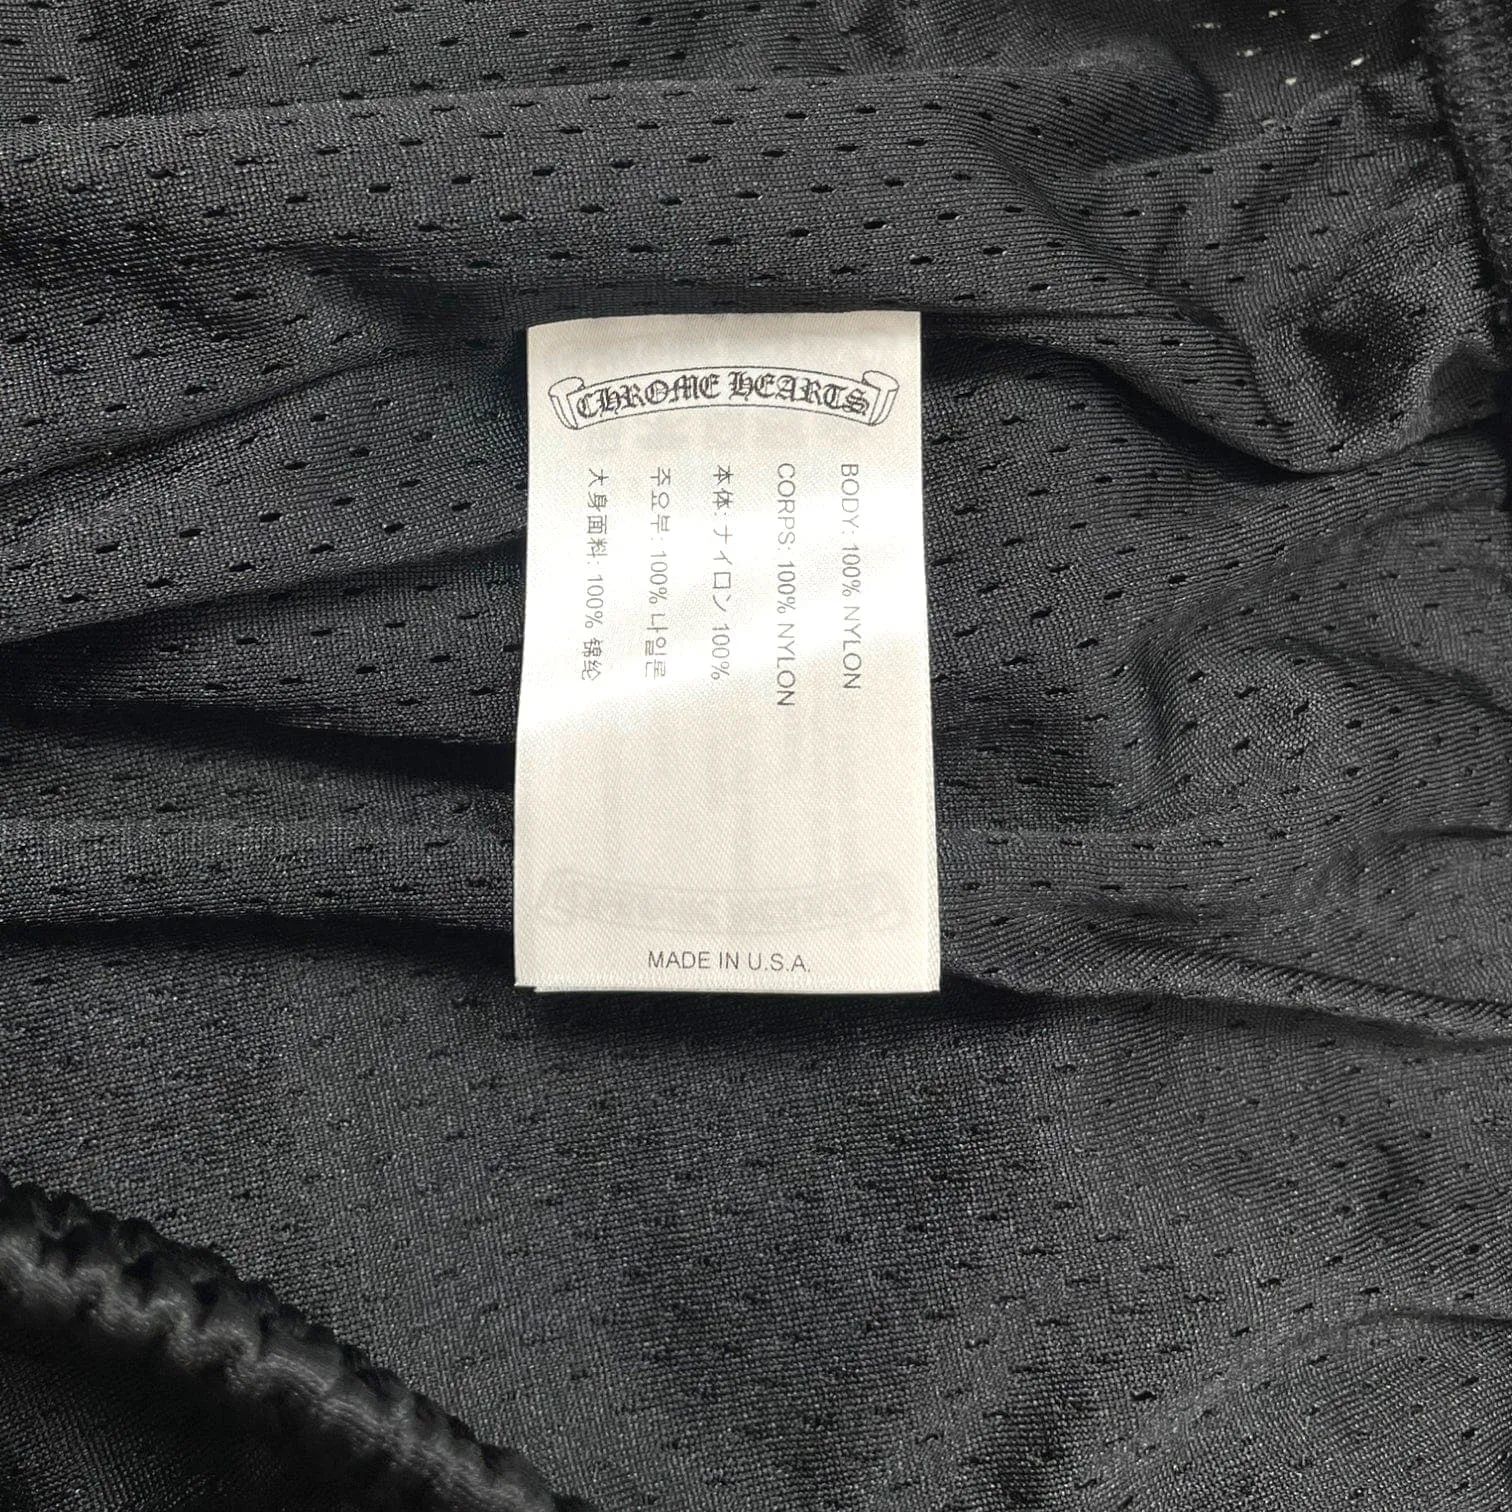 CHROME HEARTS
BODY: 100% NYLON
CORPS: 100% NYLON
本体: ナイロン 100%
주요부: 100% 나일론
大身面料: 100% 锦纶
MADE IN U.S.A.